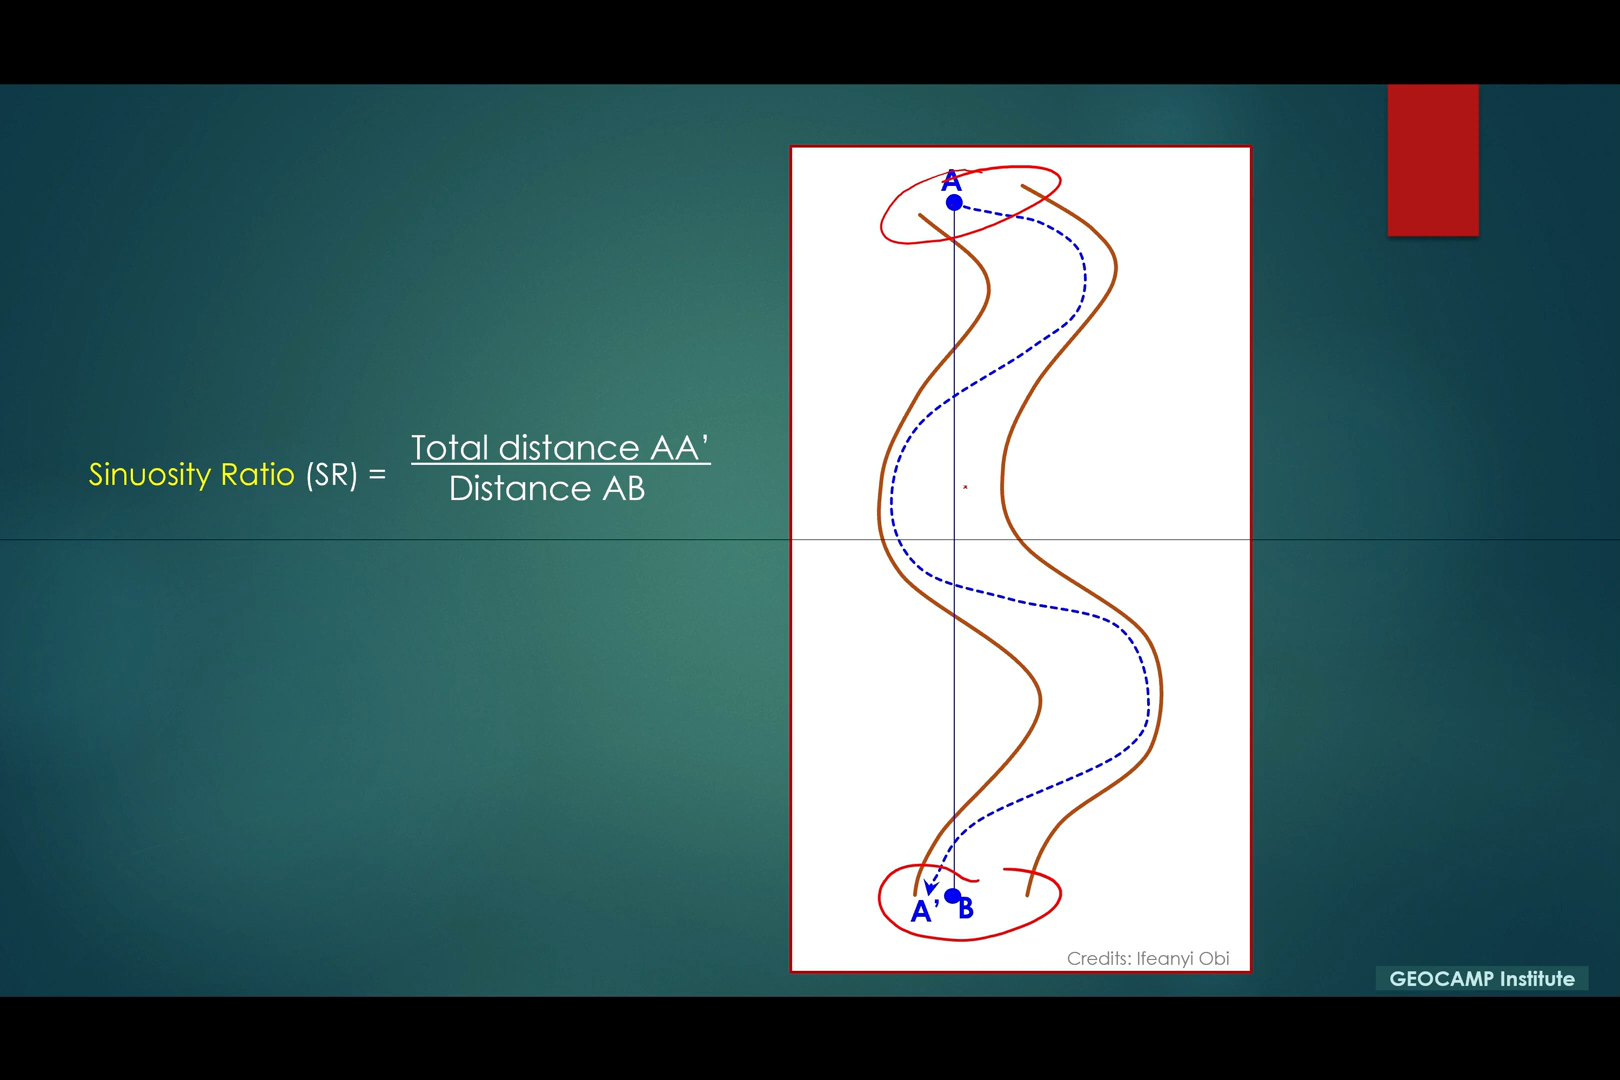 Sinuosity Ratio (SR) =
Total distance AA’
Distance AB
A
A’
B
Credits: Ifeanyi Obi
GEOCAMP Institute